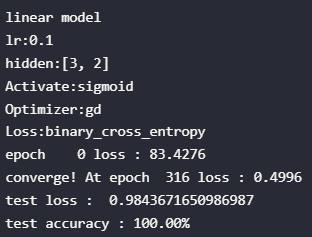 linear model
lr:0.1
hidden:[3, 2]
Activate:sigmoid
Optimizer:gd
Loss:binary_cross_entropy
epoch    0 loss : 83.4276
converge! At epoch  316 loss : 0.4996
test loss :  0.9843671650986987
test accuracy : 100.00%